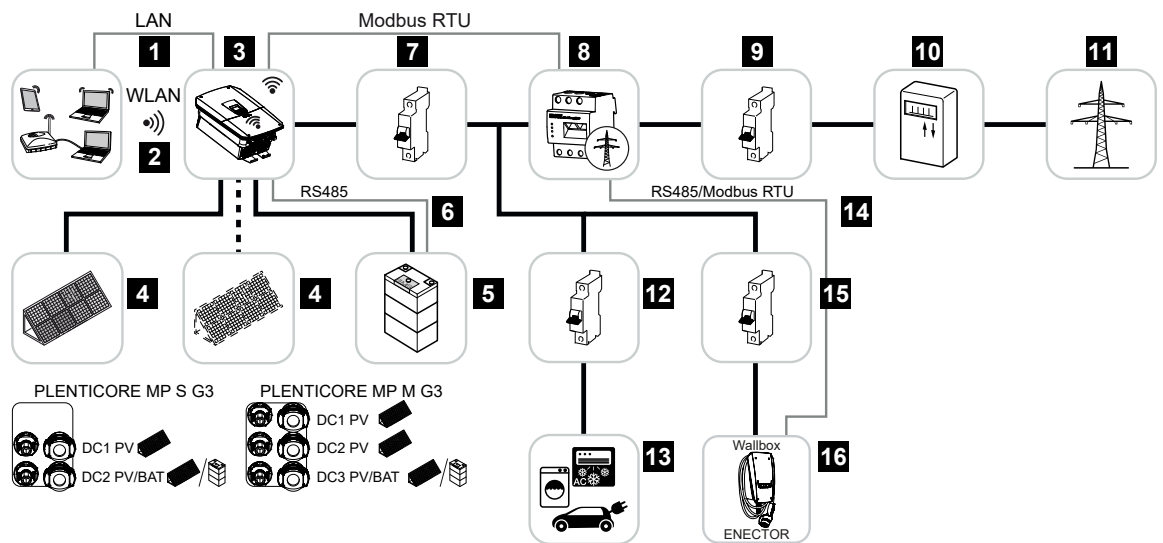 LAN
Modbus RTU
1
3
7
8
9
10
11
WLAN
2
RS485
6
RS485/Modbus RTU
14
4
4
5
12
15
PLENTICORE MP S G3
PLENTICORE MP M G3
DC1 PV
DC2 PV/BAT
DC1 PV
DC2 PV
DC3 PV/BAT
13
AC
Wallbox
16
ENECTOR